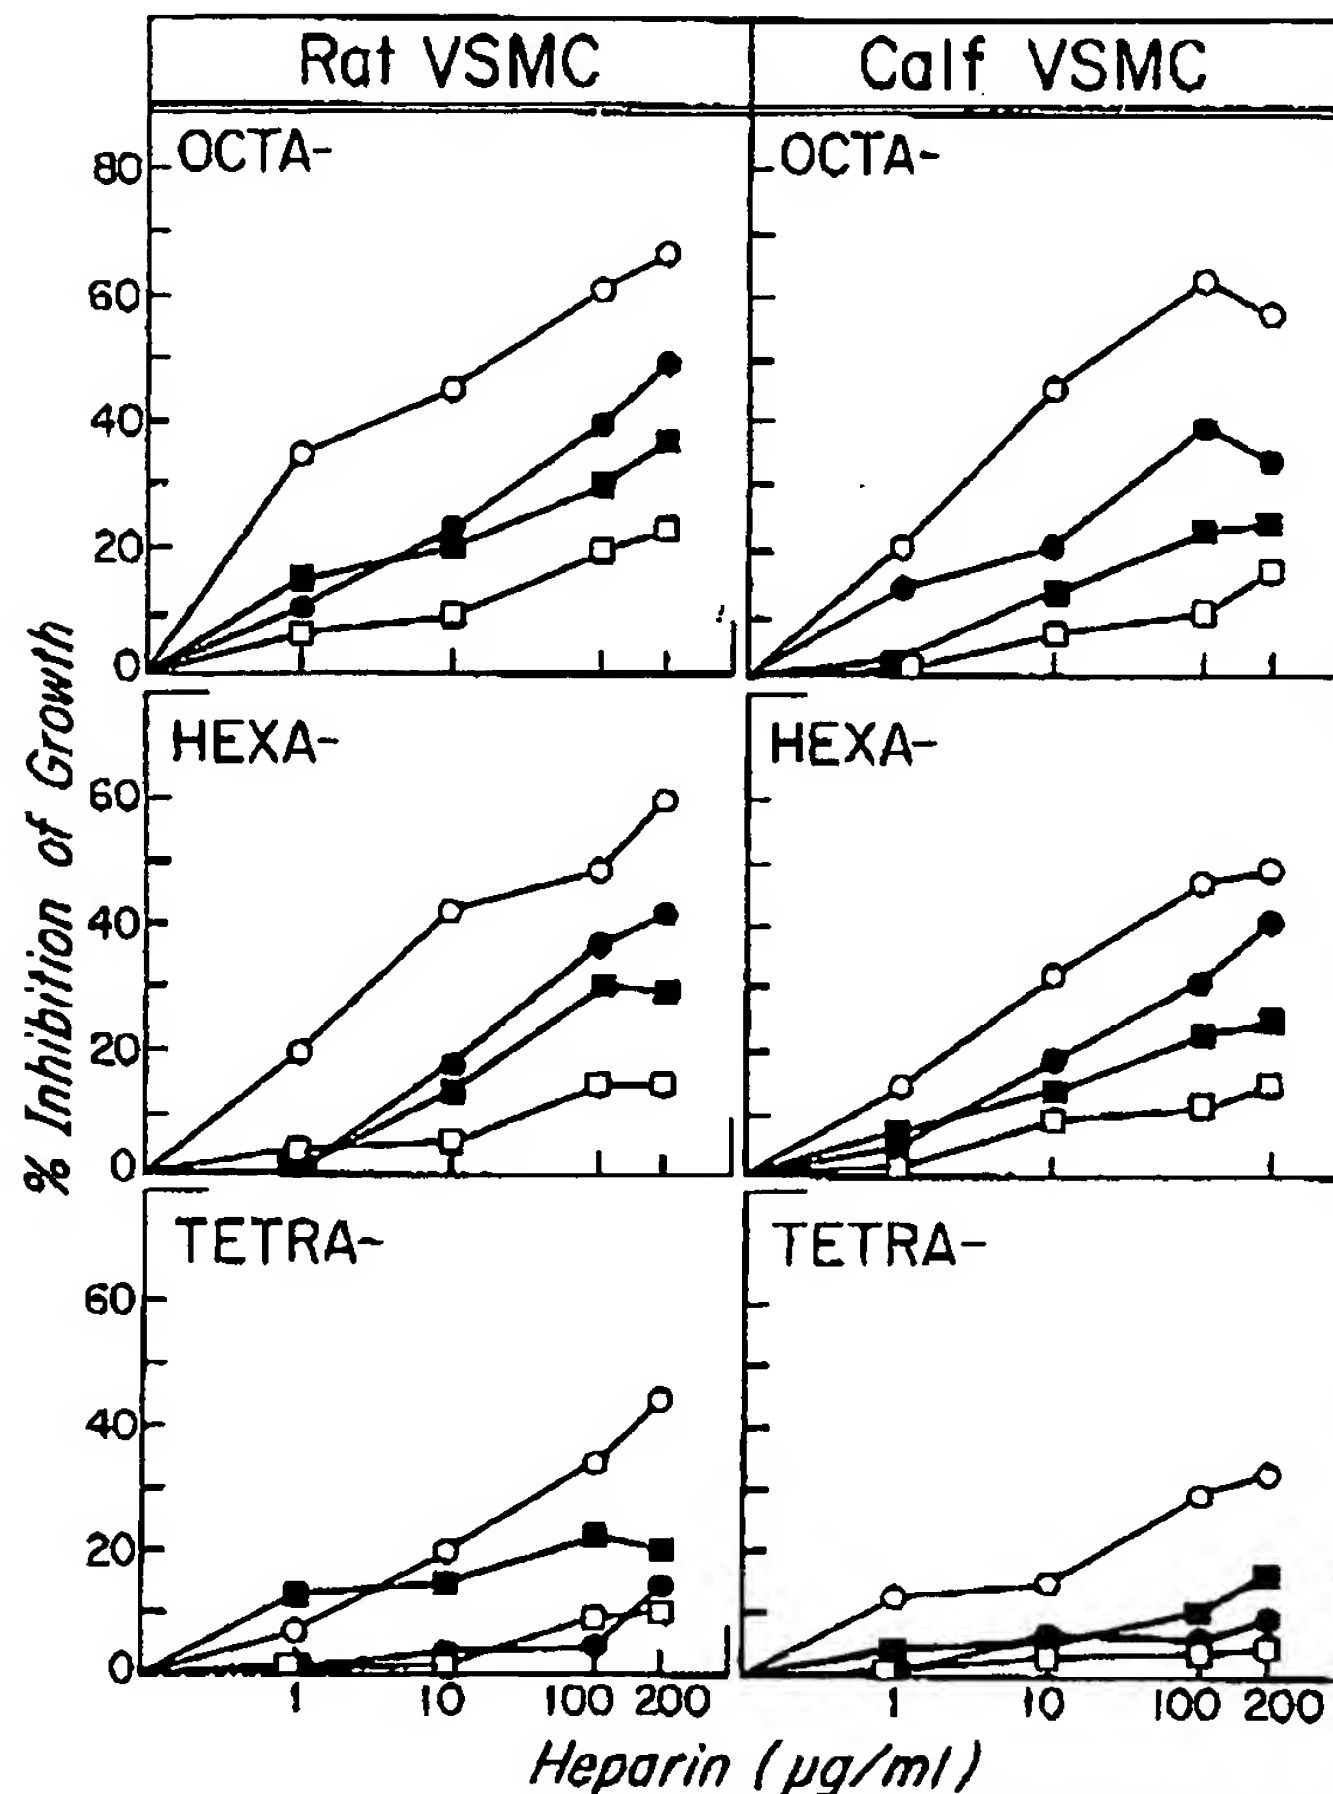 Rat VSMC
Calf VSMC
OCTA-
OCTA-
80
60
40
20
0
HEXA-
HEXA-
60
40
20
0
TETRA-
TETRA-
60
40
20
0
1 10 100 200
1 10 100 200
% Inhibition of Growth
Heparin (µg/ml)